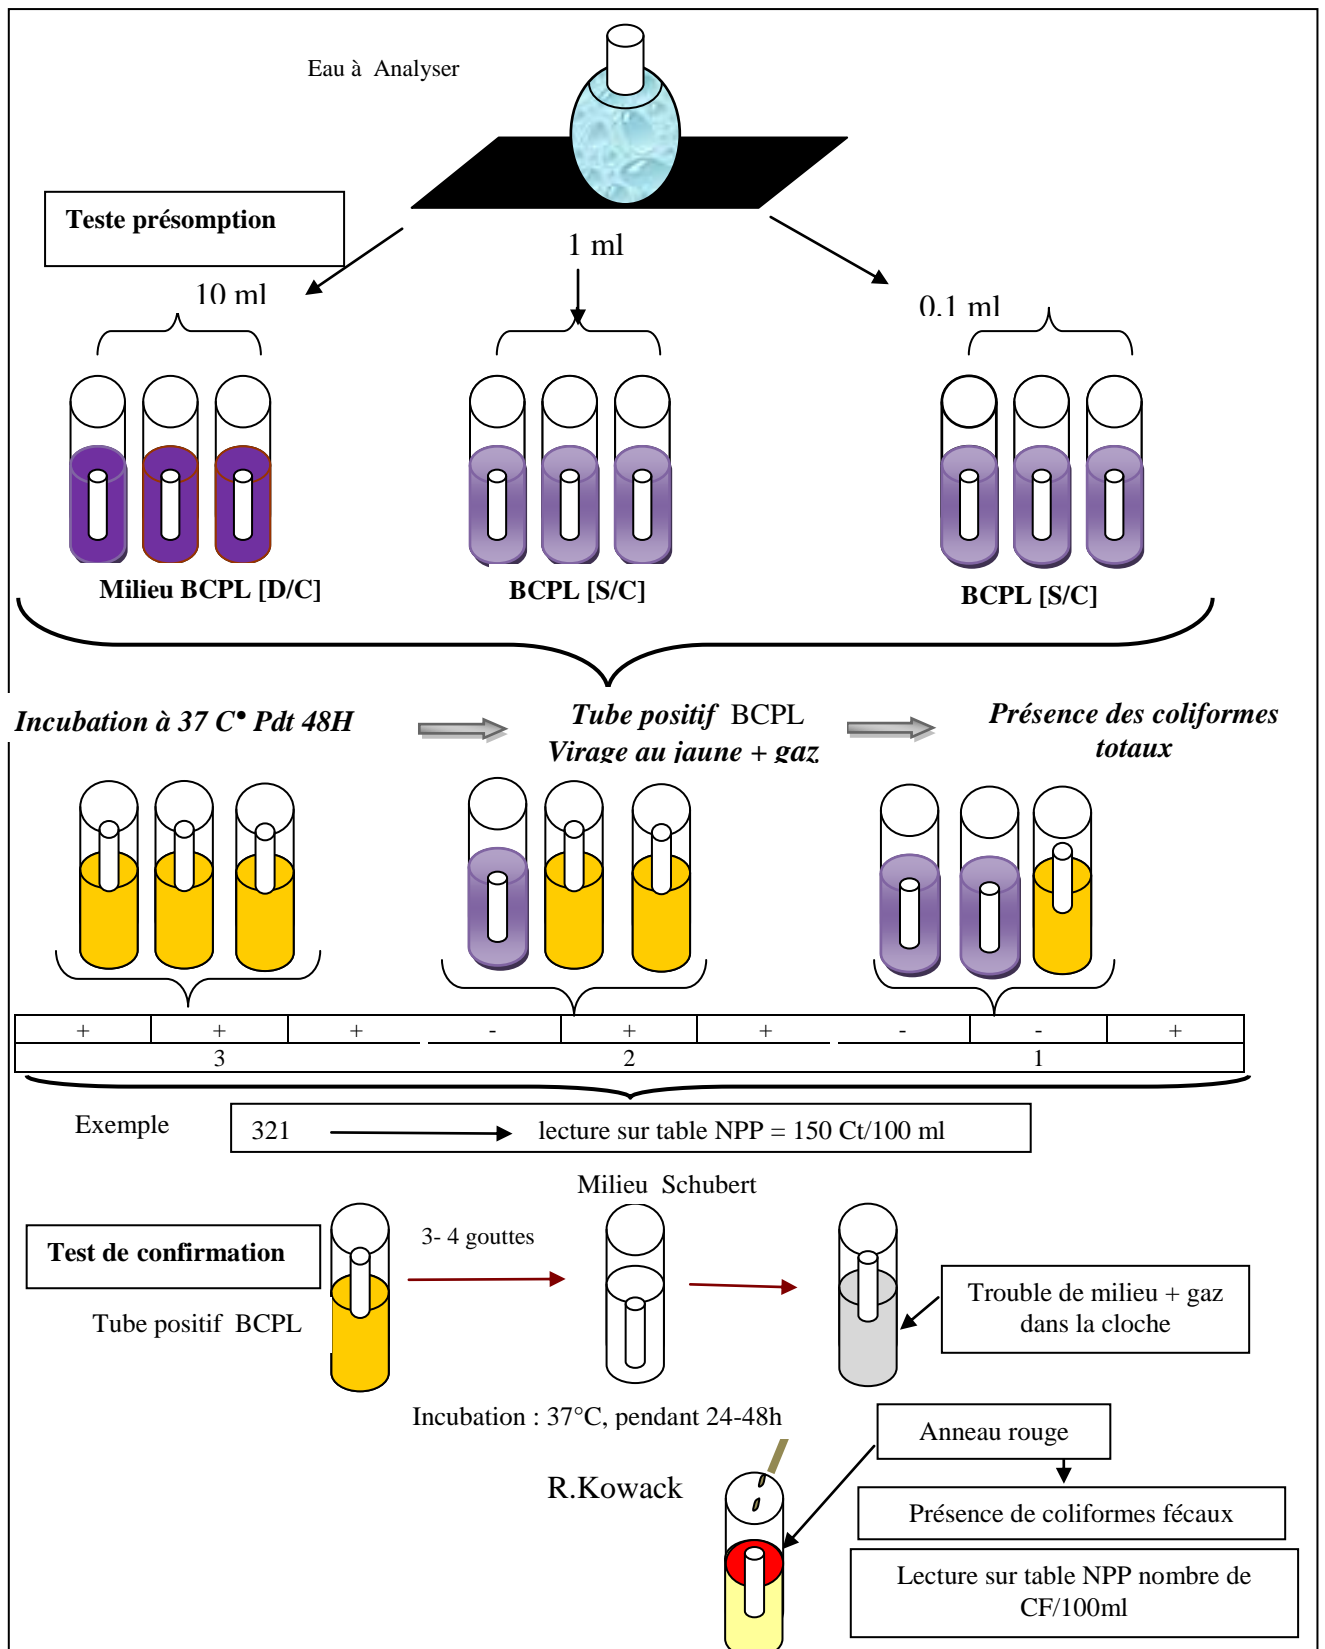 Eau à Analyser
Teste présomption
1 ml
10 ml
0.1 ml
Milieu BCPL [D/C]
BCPL [S/C]
BCPL [S/C]
Incubation à 37 C• Pdt 48H
Tube positif BCPL
Virage au jaune + gaz
Présence des coliformes
totaux
+ + + - + + - - +
3 2 1
Exemple
321 lecture sur table NPP = 150 Ct/100 ml
Milieu Schubert
Test de confirmation
3- 4 gouttes
Tube positif BCPL
Trouble de milieu + gaz
dans la cloche
Incubation : 37°C, pendant 24-48h
Anneau rouge
R.Kowack
Présence de coliformes fécaux
Lecture sur table NPP nombre de
CF/100ml